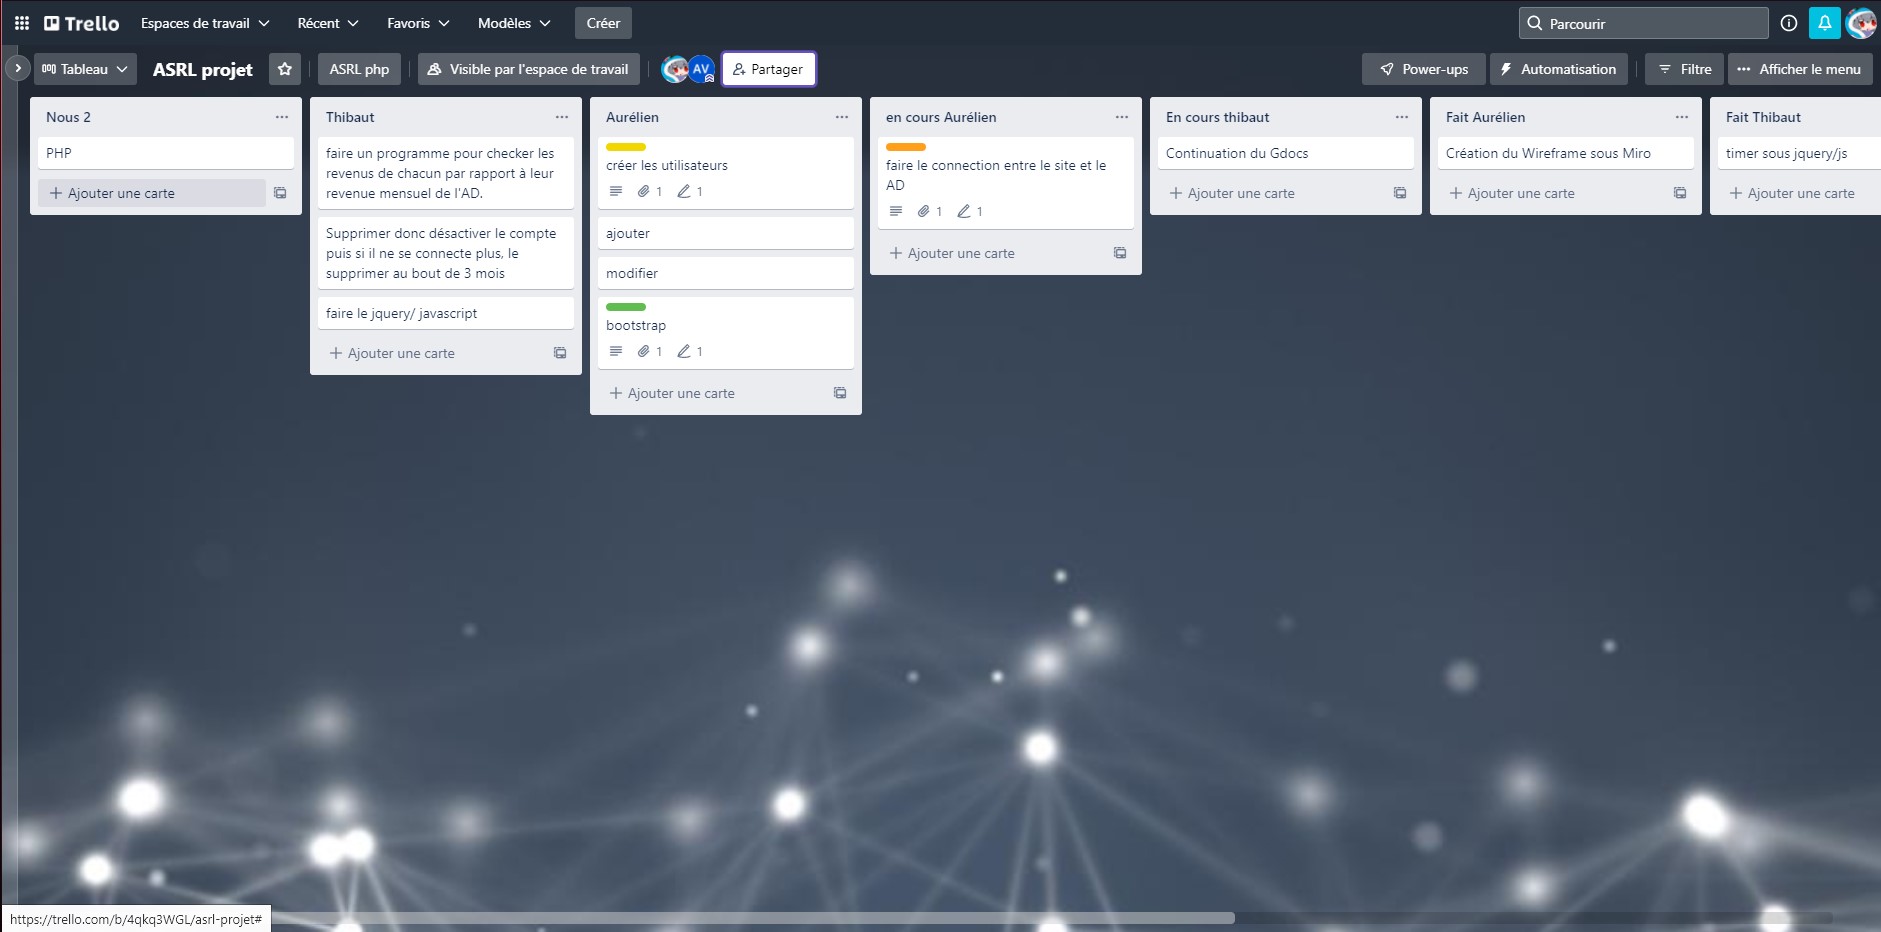 Trello
Espaces de travail
Récent
Favoris
Modèles
Créer
Parcourir
Tableau
ASRL projet
ASRL php
Visible par l'espace de travail
AV
Partager
Power-ups
Automatisation
Filtre
Afficher le menu
Nous 2
PHP
Ajouter une carte
Thibaut
faire un programme pour checker les
revenus de chacun par rapport à leur
revenue mensuel de l'AD.
Supprimer donc désactiver le compte
puis si il ne se connecte plus, le
supprimer au bout de 3 mois
faire le jquery/ javascript
Ajouter une carte
Aurélien
créer les utilisateurs
1 1
ajouter
modifier
bootstrap
1 1
Ajouter une carte
en cours Aurélien
faire le connection entre le site et le
AD
1 1
Ajouter une carte
En cours thibaut
Continuation du Gdocs
Ajouter une carte
Fait Aurélien
Création du Wireframe sous Miro
Ajouter une carte
Fait Thibaut
timer sous jquery/js
Ajouter une carte
https://trello.com/b/4qkq3WGL/asrl-projet#